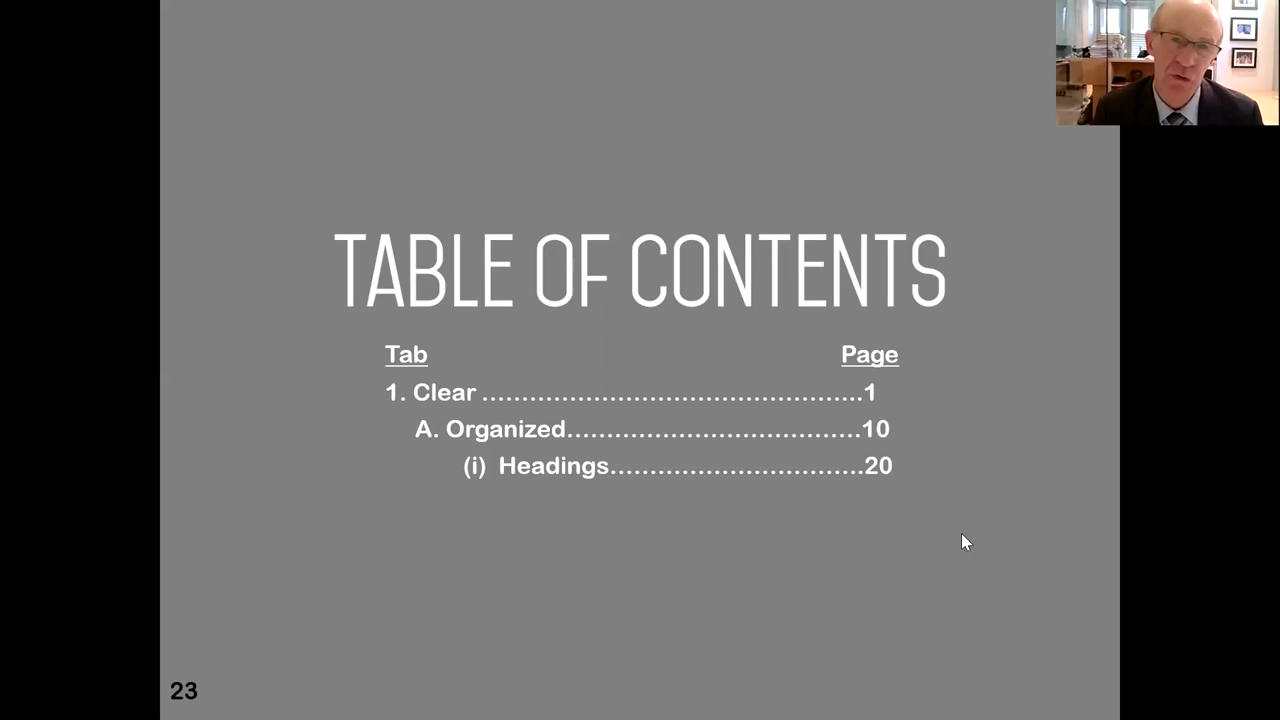 TABLE OF CONTENTS
Tab Page
1. Clear ................................................1
A. Organized.....................................10
(i) Headings................................20
23